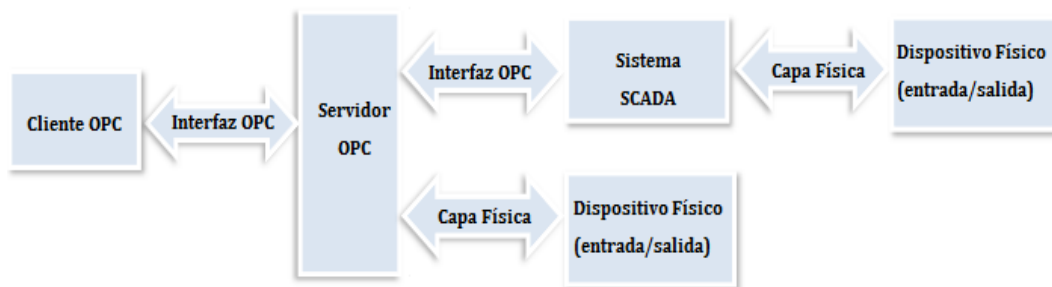 Cliente OPC
Interfaz OPC
Servidor
OPC
Interfaz OPC
Sistema
SCADA
Capa Física
Dispositivo Físico
(entrada/salida)
Capa Física
Dispositivo Físico
(entrada/salida)